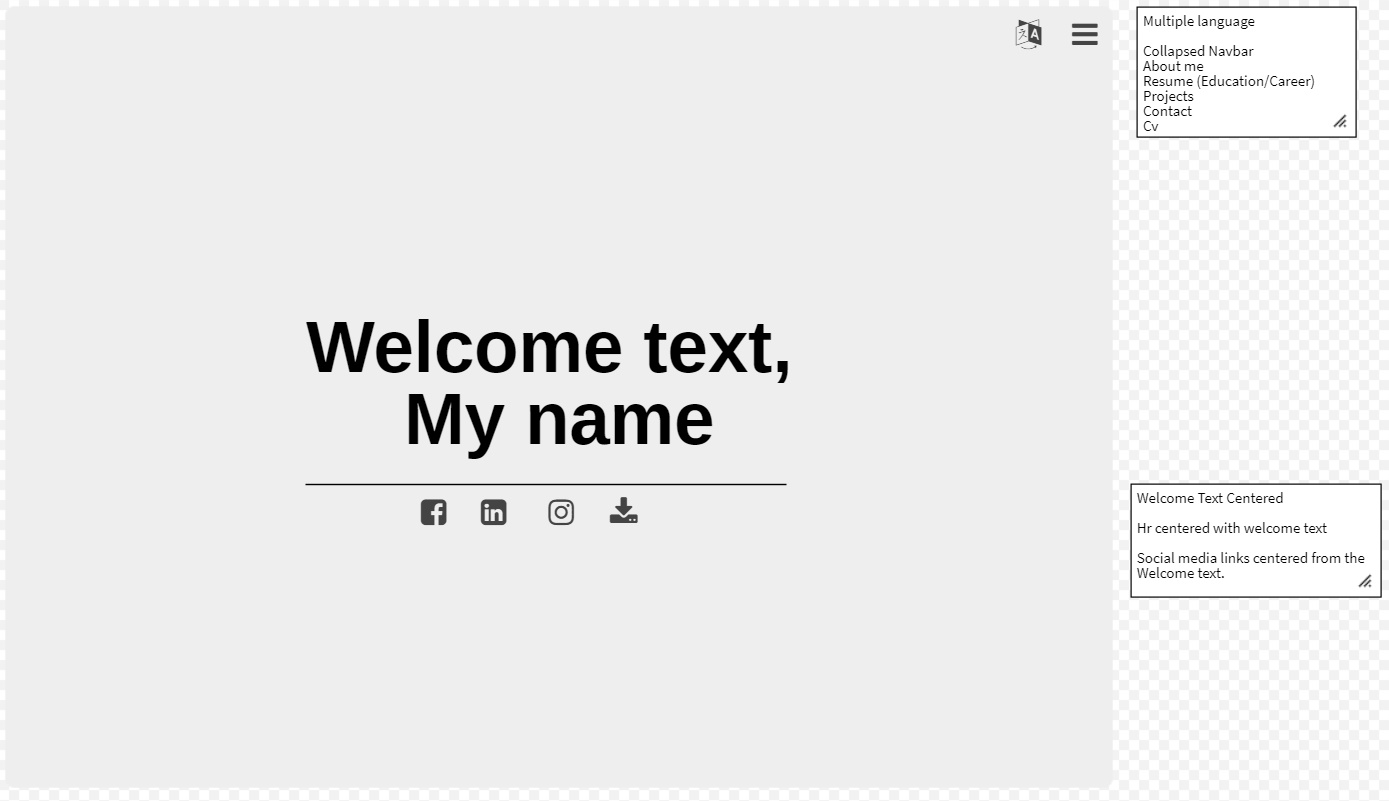 Multiple language
Collapsed Navbar
About me
Resume (Education/Career)
Projects
Contact
Cv
Welcome text,
My name
Welcome Text Centered
Hr centered with welcome text
Social media links centered from the
Welcome text.